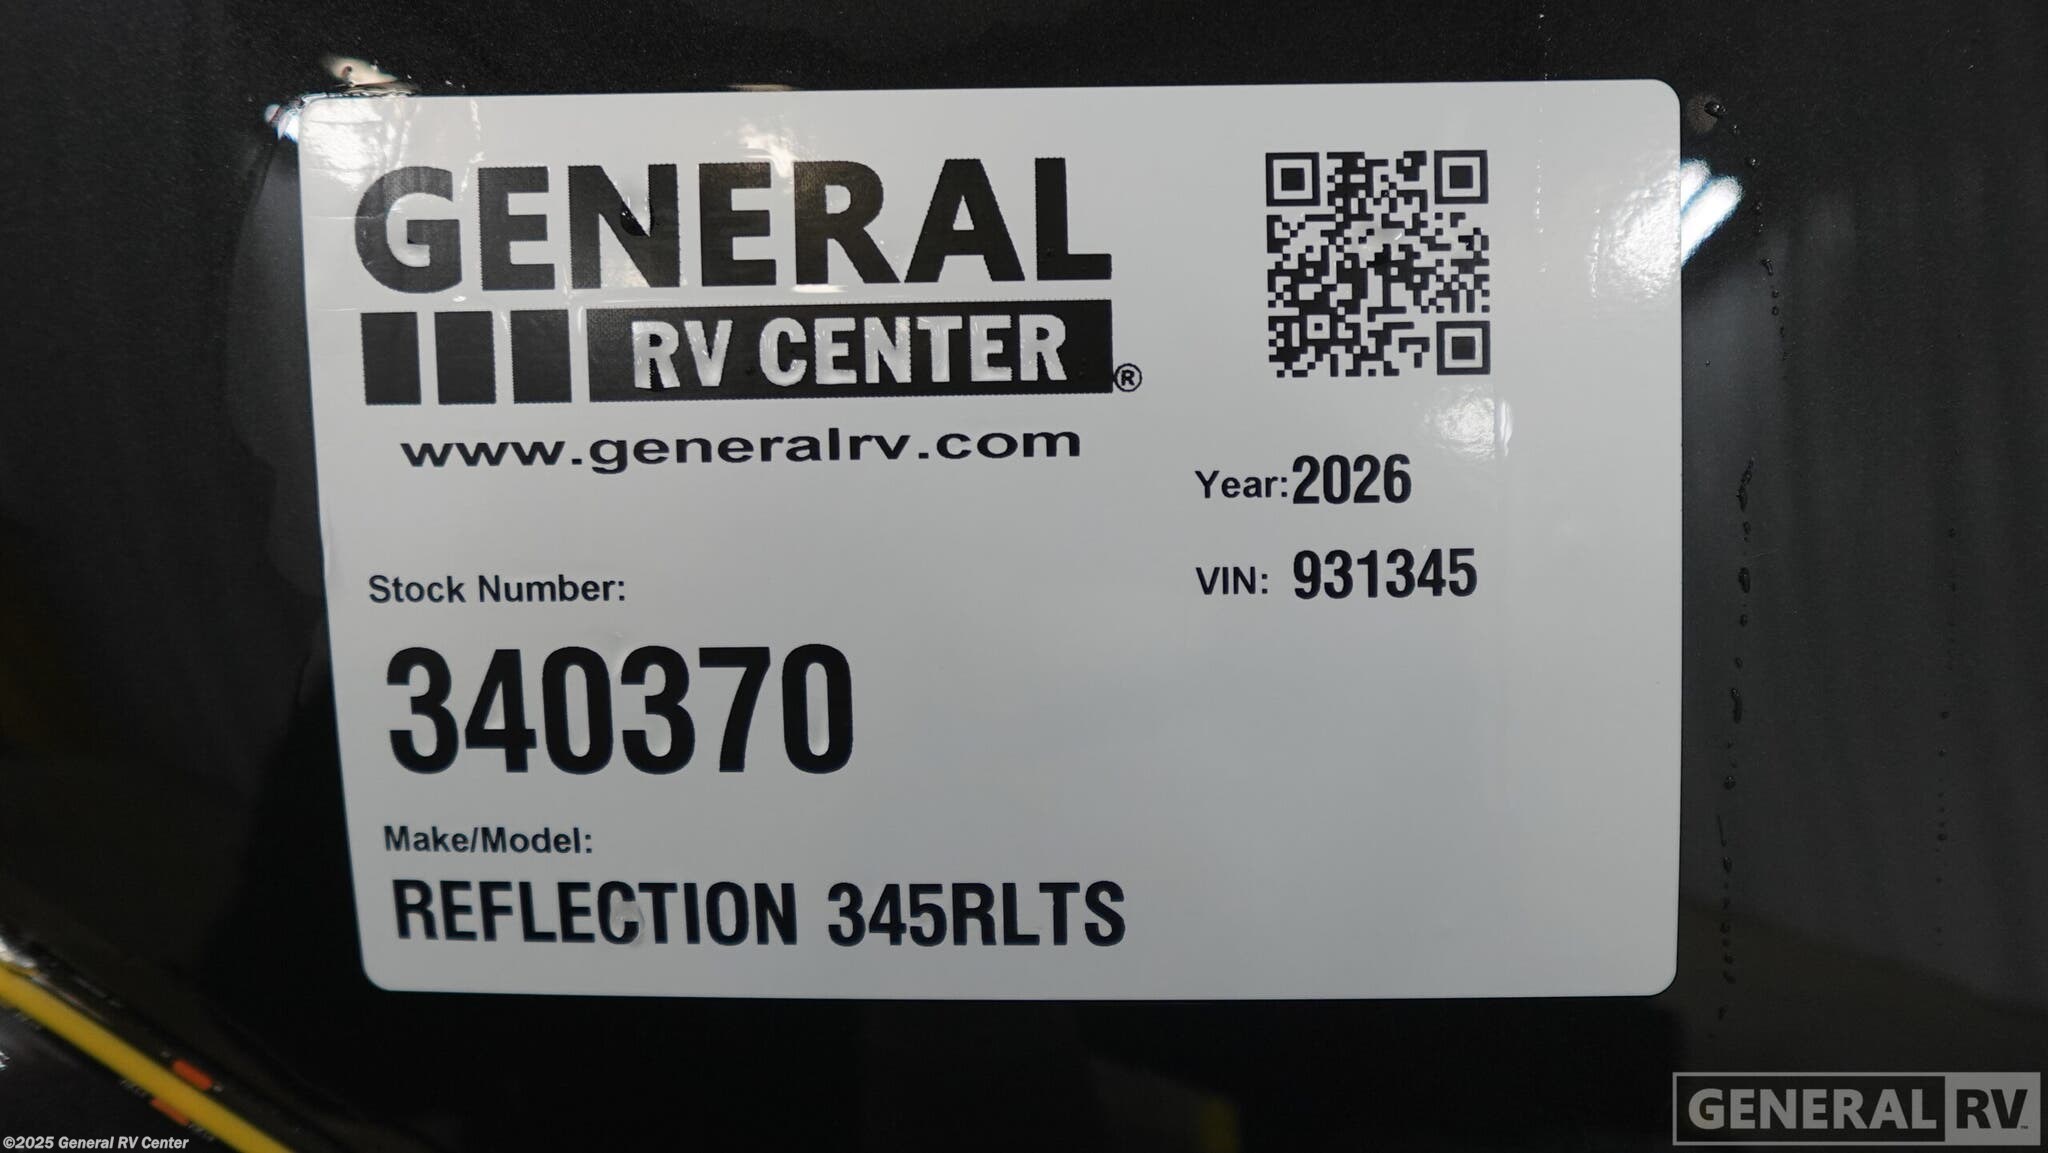 GENERAL
RV CENTER®
www.generalrv.com
Year: 2026
VIN: 931345
Stock Number:
340370
Make/Model:
REFLECTION 345RLTS
GENERAL RV™
©2025 General RV Center